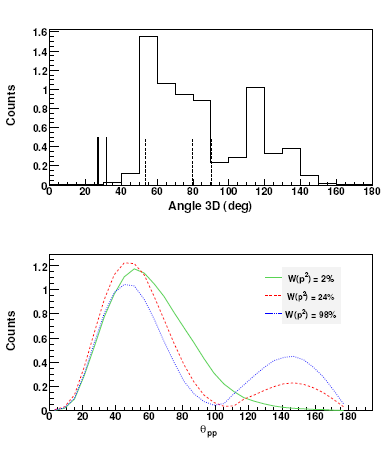 Counts
1.6
1.4
1.2
1
0.8
0.6
0.4
0.2
0
0 20 40 60 80 100 120 140 160 180
Angle 3D (deg)
Counts
1.2
1
0.8
0.6
0.4
0.2
0
W(p²) = 2%
W(p²) = 24%
W(p²) = 98%
0 20 40 60 80 100 120 140 160 180
θpp